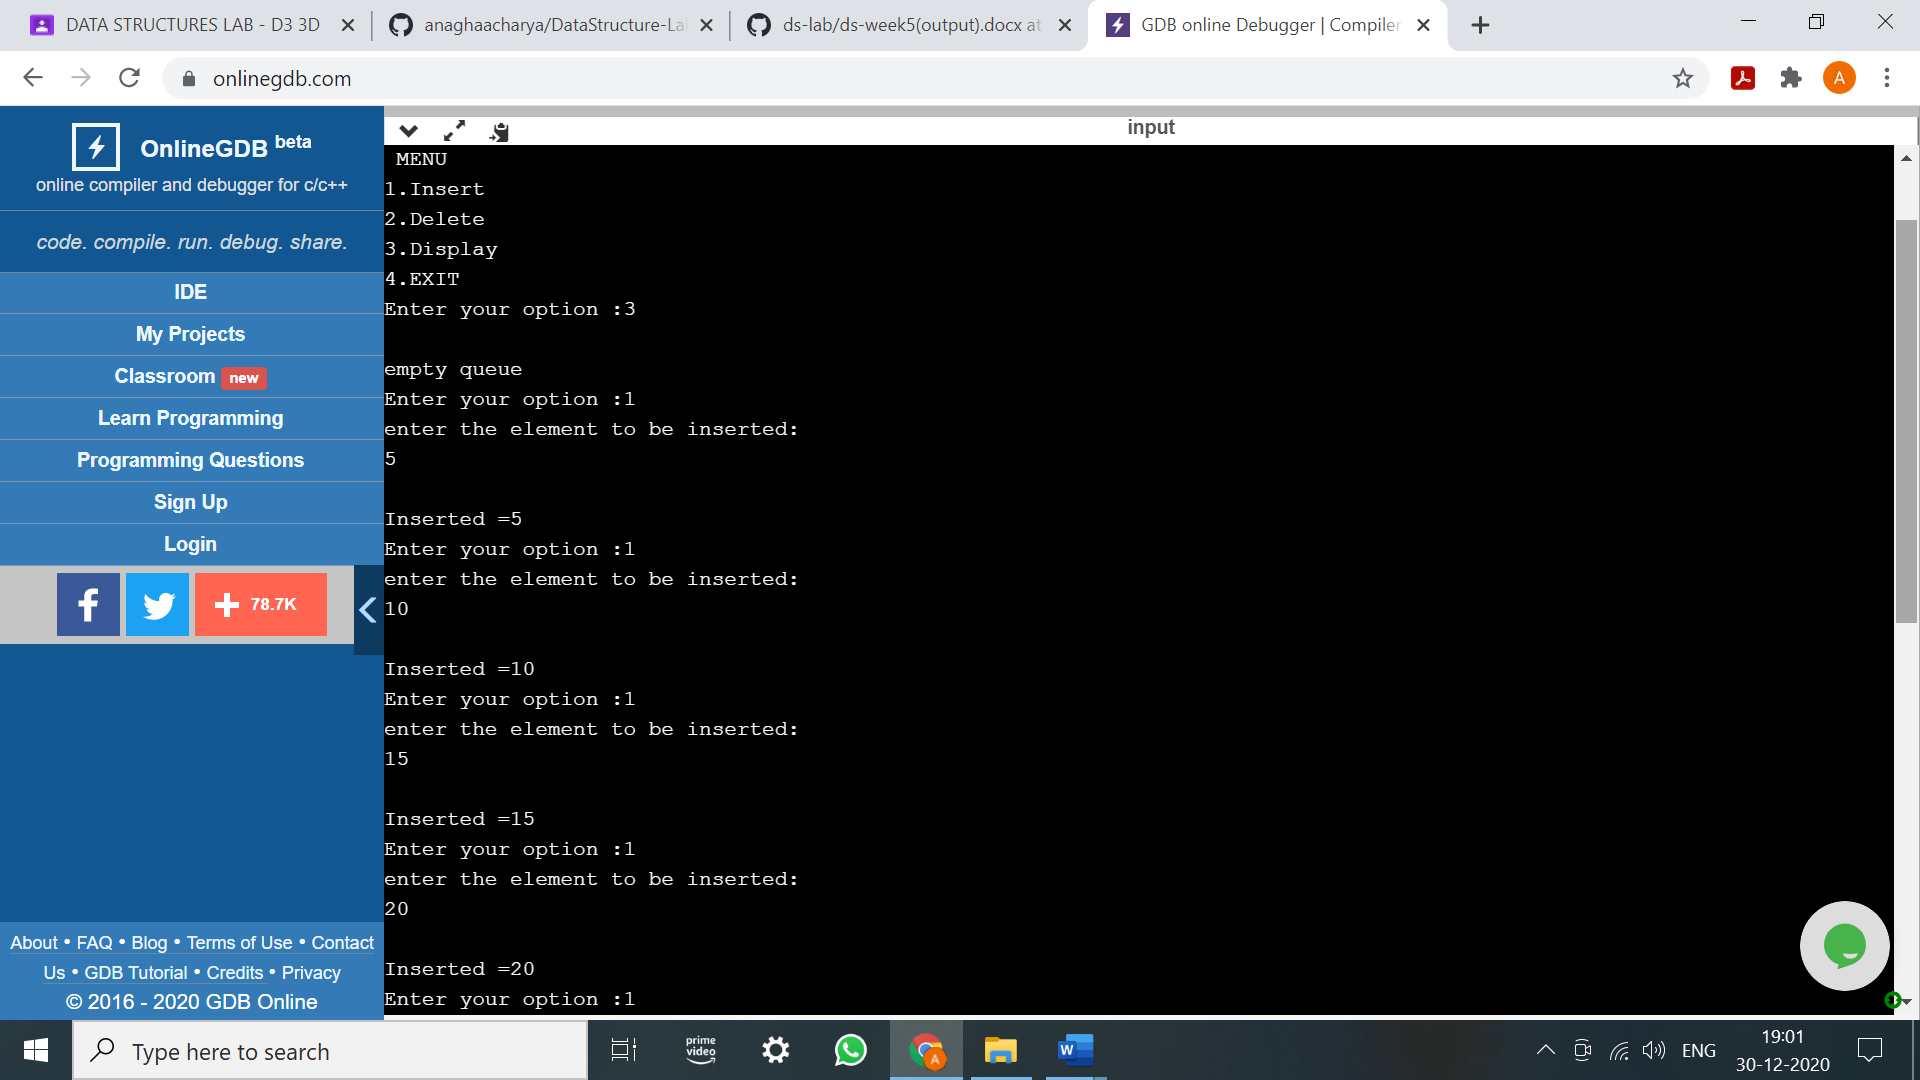 DATA STRUCTURES LAB - D3 3D
anaghaacharya/DataStructure-La
ds-lab/ds-week5(output).docx at
GDB online Debugger | Compiler
onlinegdb.com
A
OnlineGDB beta
online compiler and debugger for c/c++
code. compile. run. debug. share.
IDE
My Projects
Classroom new
Learn Programming
Programming Questions
Sign Up
Login
f
78.7K
About • FAQ • Blog • Terms of Use • Contact
Us • GDB Tutorial • Credits • Privacy
© 2016 - 2020 GDB Online
input
MENU
1.Insert
2.Delete
3.Display
4.EXIT
Enter your option :3
empty queue
Enter your option :1
enter the element to be inserted:
5
Inserted =5
Enter your option :1
enter the element to be inserted:
10
Inserted =10
Enter your option :1
enter the element to be inserted:
15
Inserted =15
Enter your option :1
enter the element to be inserted:
20
Inserted =20
Enter your option :1
Type here to search
prime
video
A
W
ENG
19:01
30-12-2020